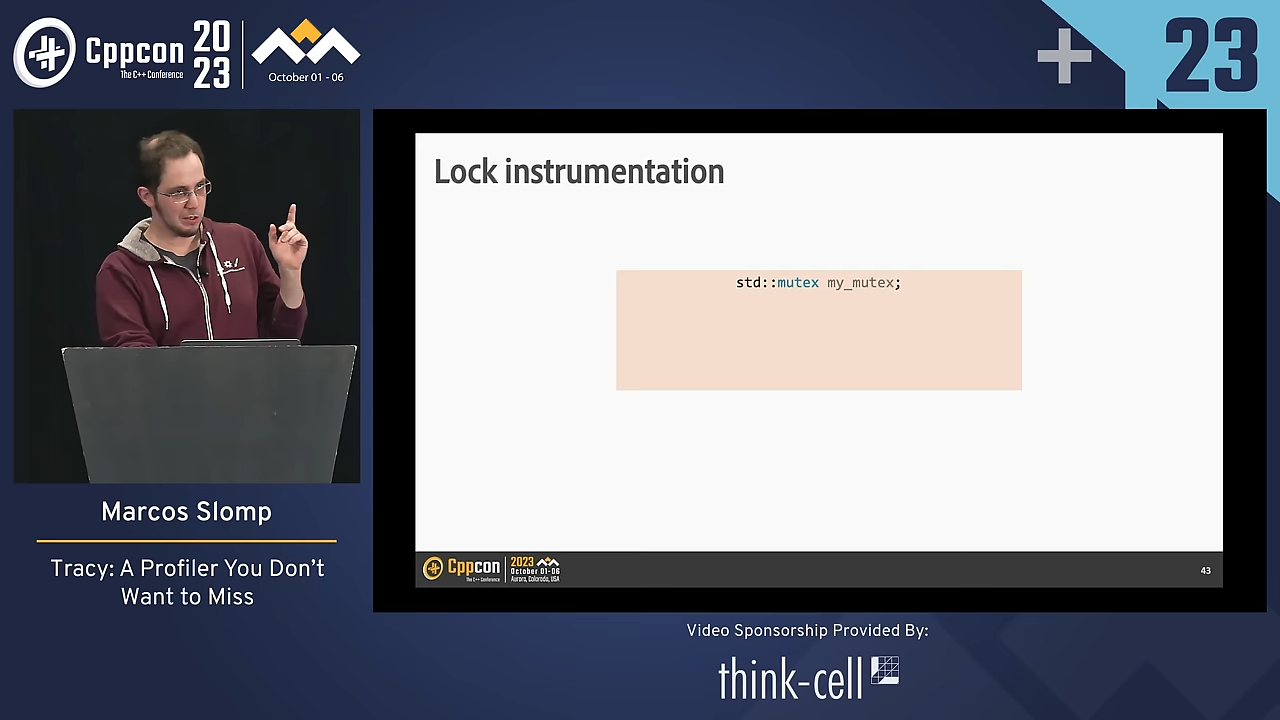 Cppcon
The C++ Conference
20
23
October 01 - 06
23
Lock instrumentation
std::mutex my_mutex;
Cppcon
The C++ Conference
2023
October 01-06
Aurora, Colorado, USA
43
Marcos Slomp
Tracy: A Profiler You Don't
Want to Miss
Video Sponsorship Provided By:
think-cell